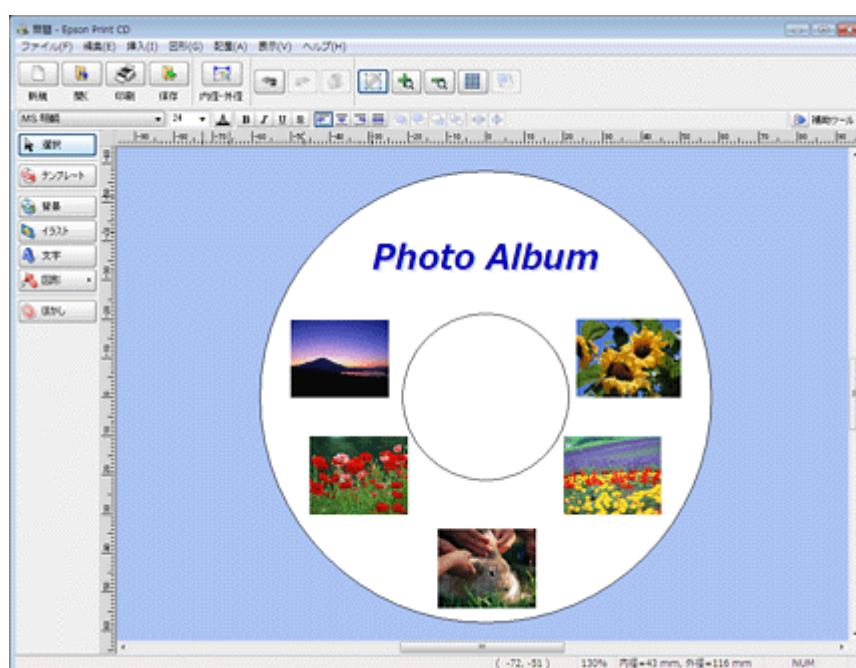 無題 - Epson Print CD
ファイル(F) 編集(E) 挿入(I) 図形(G) 配置(A) 表示(V) ヘルプ(H)
新規 開く 印刷 保存 内径-外径
MS 明朝 24 B I U S 補助ツール
選択
テンプレート
背景
イラスト
文字
図形
ぼかし
Photo Album
( -72, -51 ) 130% 内径=43 mm, 外径=116 mm NUM